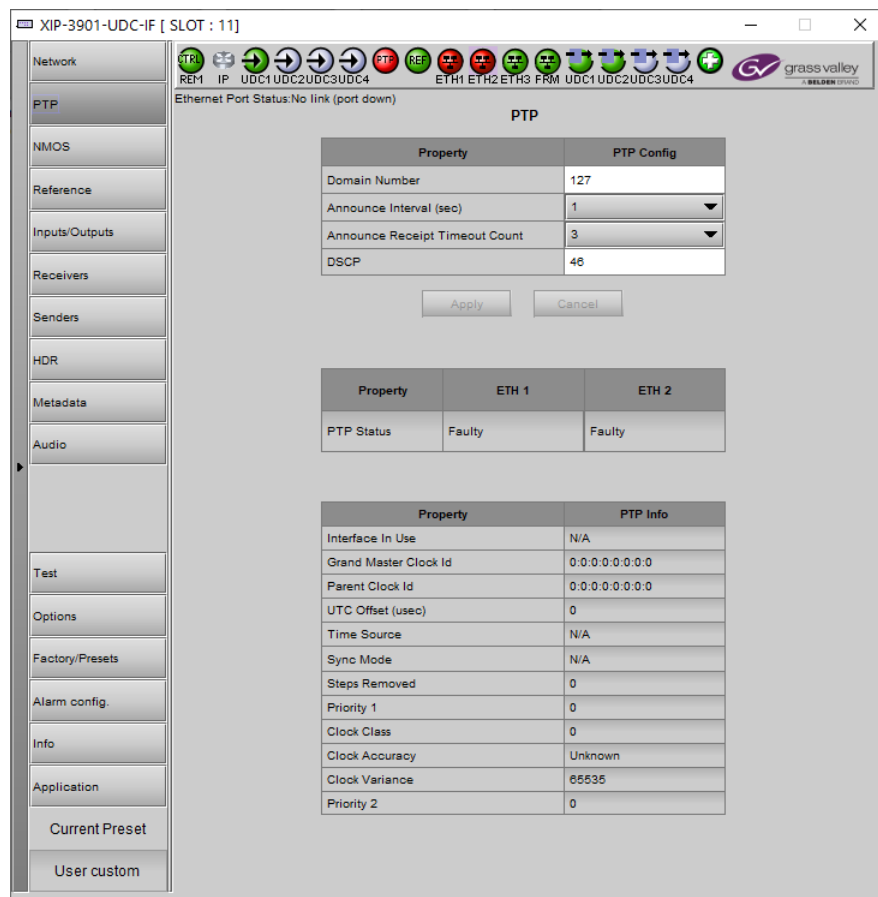 XIP-3901-UDC-IF [ SLOT : 11]
Network
PTP
NMOS
Reference
Inputs/Outputs
Receivers
Senders
HDR
Metadata
Audio
Test
Options
Factory/Presets
Alarm config.
Info
Application
Current Preset
User custom
CTRL PTP REF
REM IP UDC1 UDC2 UDC3 UDC4 ETH1 ETH2 ETH3 FRM UDC1 UDC2 UDC3 UDC4
GV grass valley
A BELDEN BRAND
Ethernet Port Status:No link (port down)
PTP
Property PTP Config
Domain Number 127
Announce Interval (sec) 1
Announce Receipt Timeout Count 3
DSCP 46
Apply Cancel
Property ETH 1 ETH 2
PTP Status Faulty Faulty
Property PTP Info
Interface In Use N/A
Grand Master Clock Id 0:0:0:0:0:0:0:0
Parent Clock Id 0:0:0:0:0:0:0:0
UTC Offset (usec) 0
Time Source N/A
Sync Mode N/A
Steps Removed 0
Priority 1 0
Clock Class 0
Clock Accuracy Unknown
Clock Variance 65535
Priority 2 0